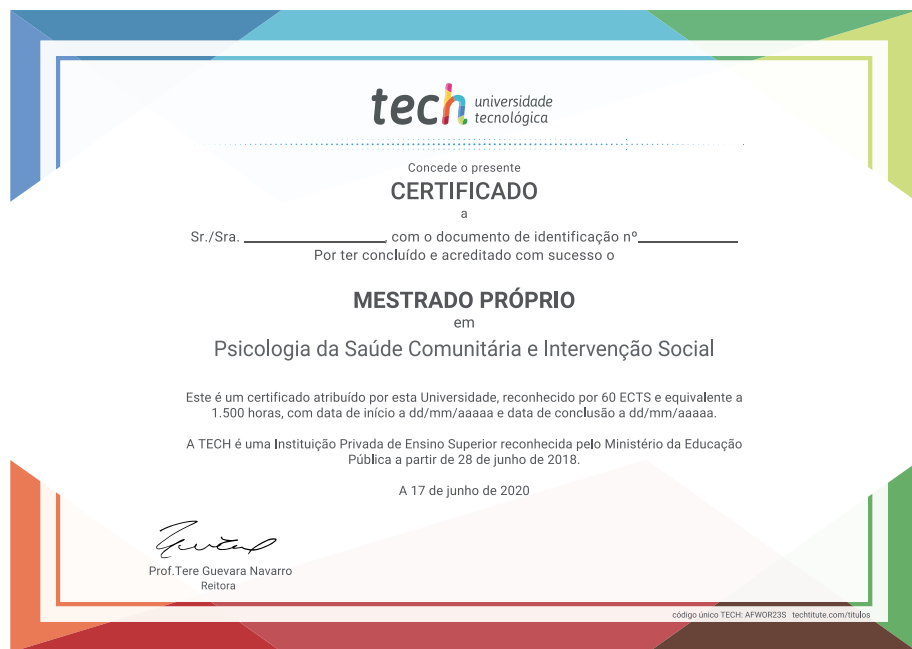 tech universidade
tecnológica
Concede o presente
CERTIFICADO
a
Sr./Sra. , com o documento de identificação nº
Por ter concluído e acreditado com sucesso o
MESTRADO PRÓPRIO
em
Psicologia da Saúde Comunitária e Intervenção Social
Este é um certificado atribuído por esta Universidade, reconhecido por 60 ECTS e equivalente a
1.500 horas, com data de início a dd/mm/aaaaa e data de conclusão a dd/mm/aaaaa.
A TECH é uma Instituição Privada de Ensino Superior reconhecida pelo Ministério da Educação
Pública a partir de 28 de junho de 2018.
A 17 de junho de 2020
Prof.Tere Guevara Navarro
Reitora
código único TECH: AFWOR23S techtitute.com/titulos